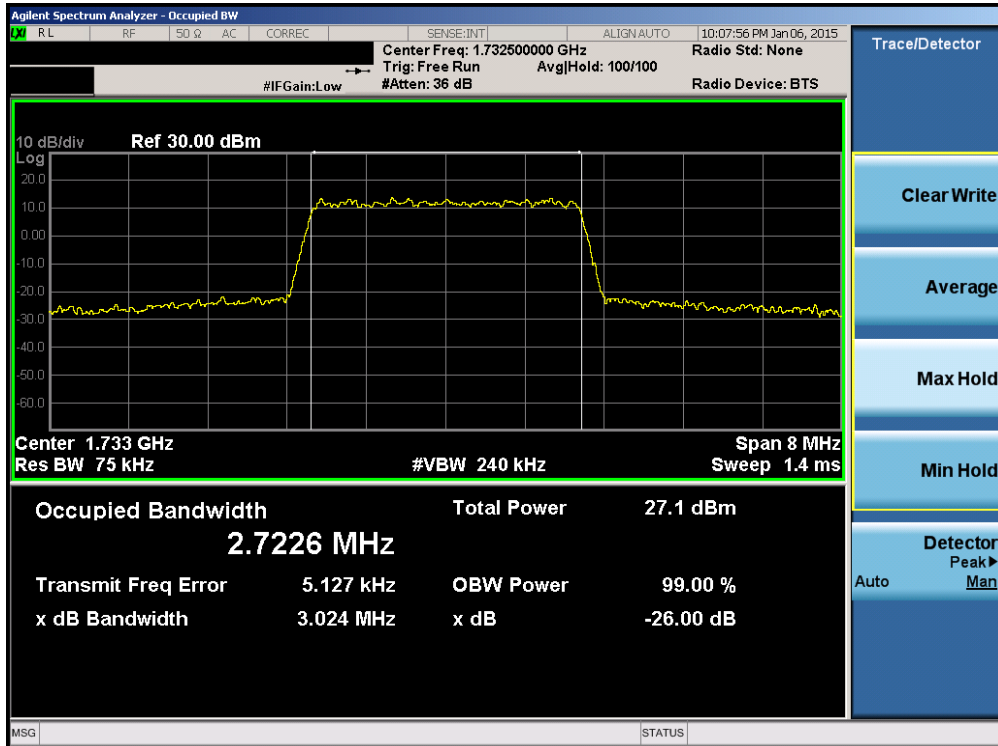 Agilent Spectrum Analyzer - Occupied BW
LXI RL RF 50 Ω AC CORREC SENSE:INT ALIGNAUTO 10:07:56 PM Jan 06, 2015
Center Freq: 1.732500000 GHz Radio Std: None
Trig: Free Run Avg|Hold: 100/100
#IFGain:Low #Atten: 36 dB Radio Device: BTS
Trace/Detector
10 dB/div Ref 30.00 dBm
Log
20.0
10.0
0.00
-10.0
-20.0
-30.0
-40.0
-50.0
-60.0
Center 1.733 GHz Span 8 MHz
Res BW 75 kHz #VBW 240 kHz Sweep 1.4 ms
Occupied Bandwidth Total Power 27.1 dBm
2.7226 MHz
Transmit Freq Error 5.127 kHz OBW Power 99.00 %
x dB Bandwidth 3.024 MHz x dB -26.00 dB
Clear Write
Average
Max Hold
Min Hold
Detector
Peak▶
Auto Man
MSG STATUS